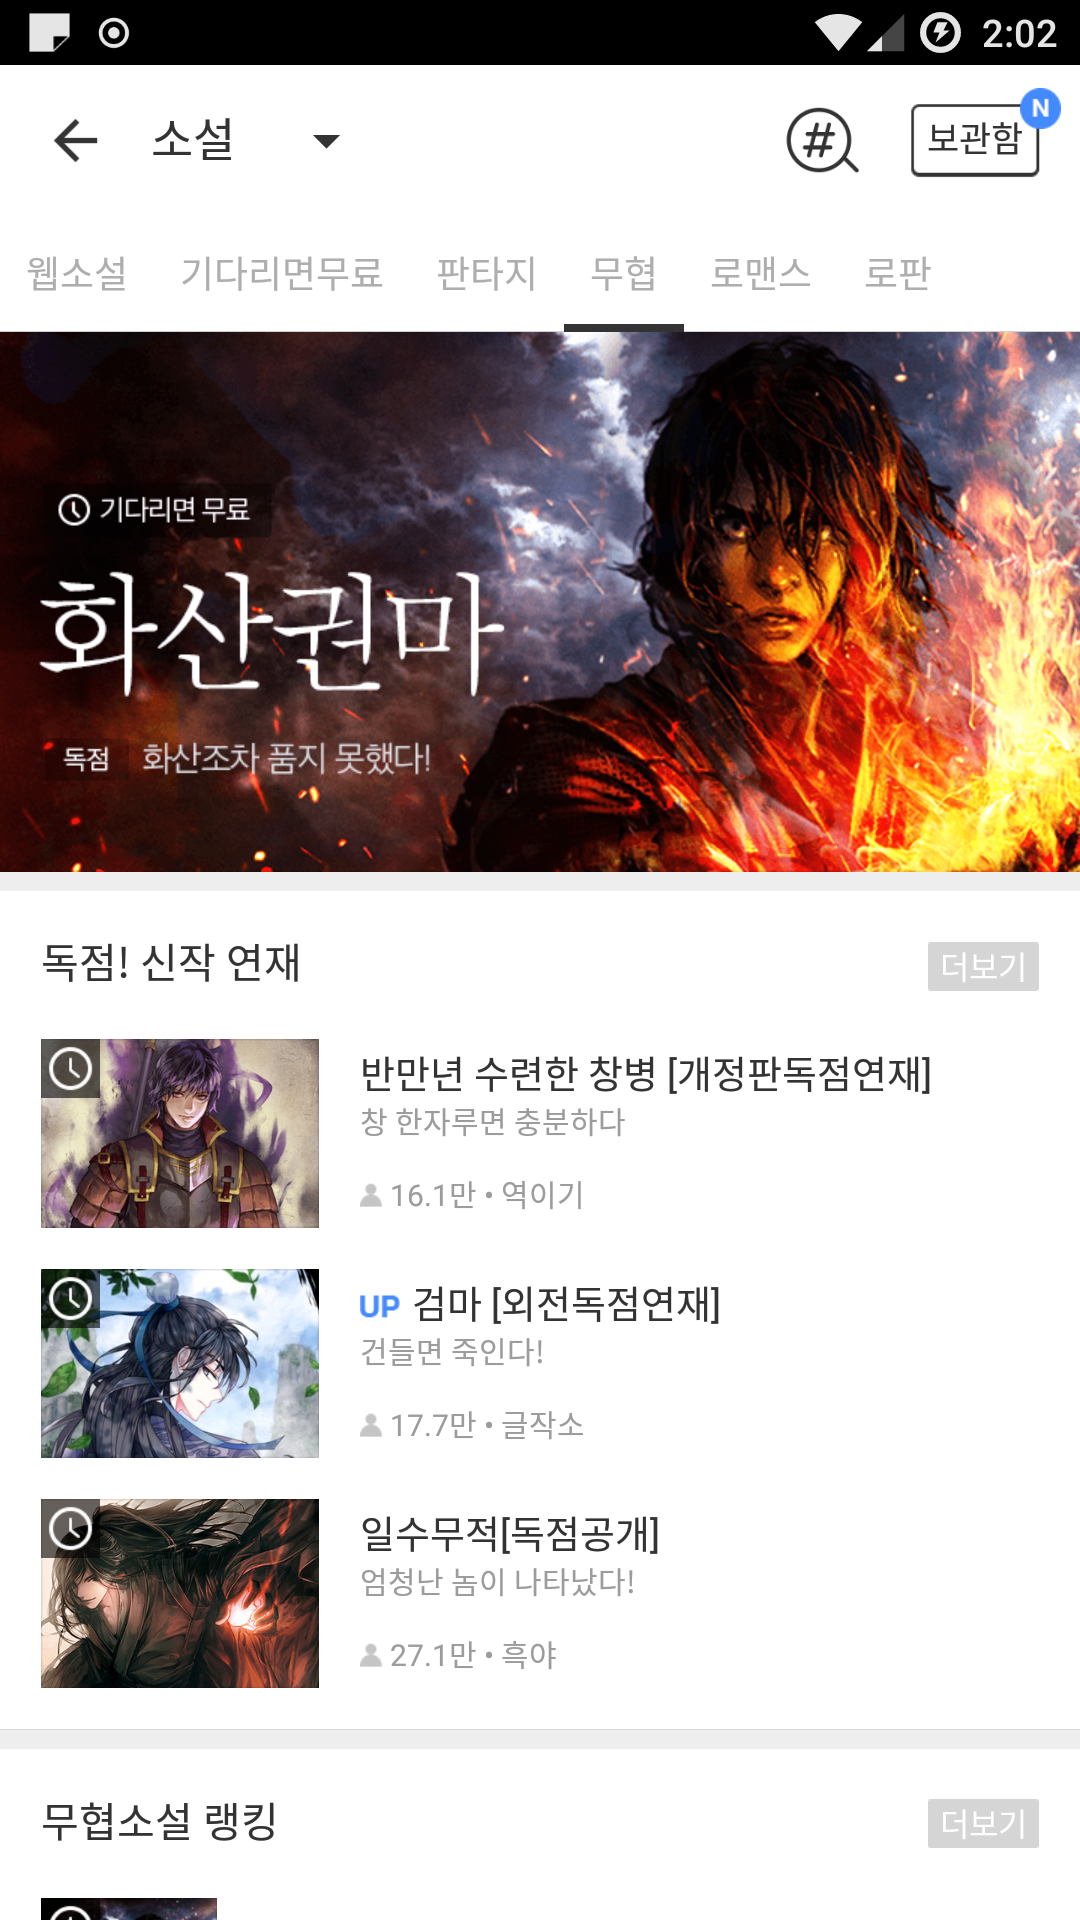 2:02
소설
#
보관함
N
웹소설 기다리면무료 판타지 무협 로맨스 로판
기다리면 무료
화산권마
독점 화산조차 품지 못했다!
독점! 신작 연재
더보기
반만년 수련한 창병 [개정판독점연재]
창 한자루면 충분하다
16.1만 • 역이기
UP 검마 [외전독점연재]
건들면 죽인다!
17.7만 • 글작소
일수무적[독점공개]
엄청난 놈이 나타났다!
27.1만 • 흑야
무협소설 랭킹
더보기